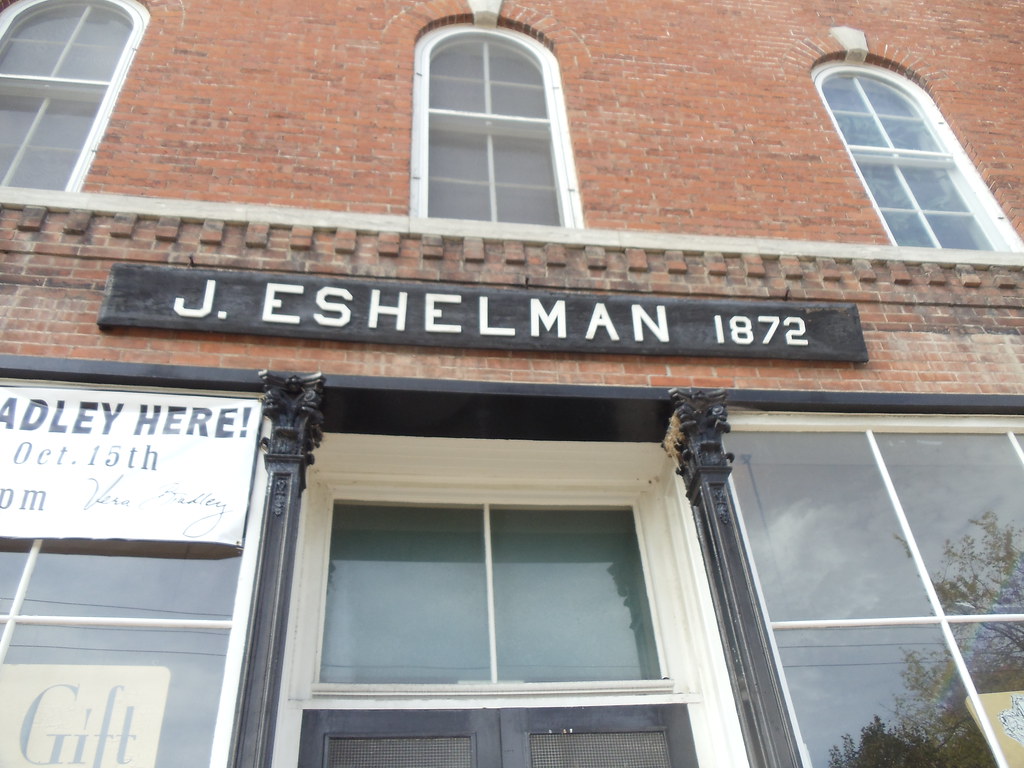 J. ESHELMAN 1872
ADLEY HERE!
Oct. 15th
pm Vera Bradley
Gift